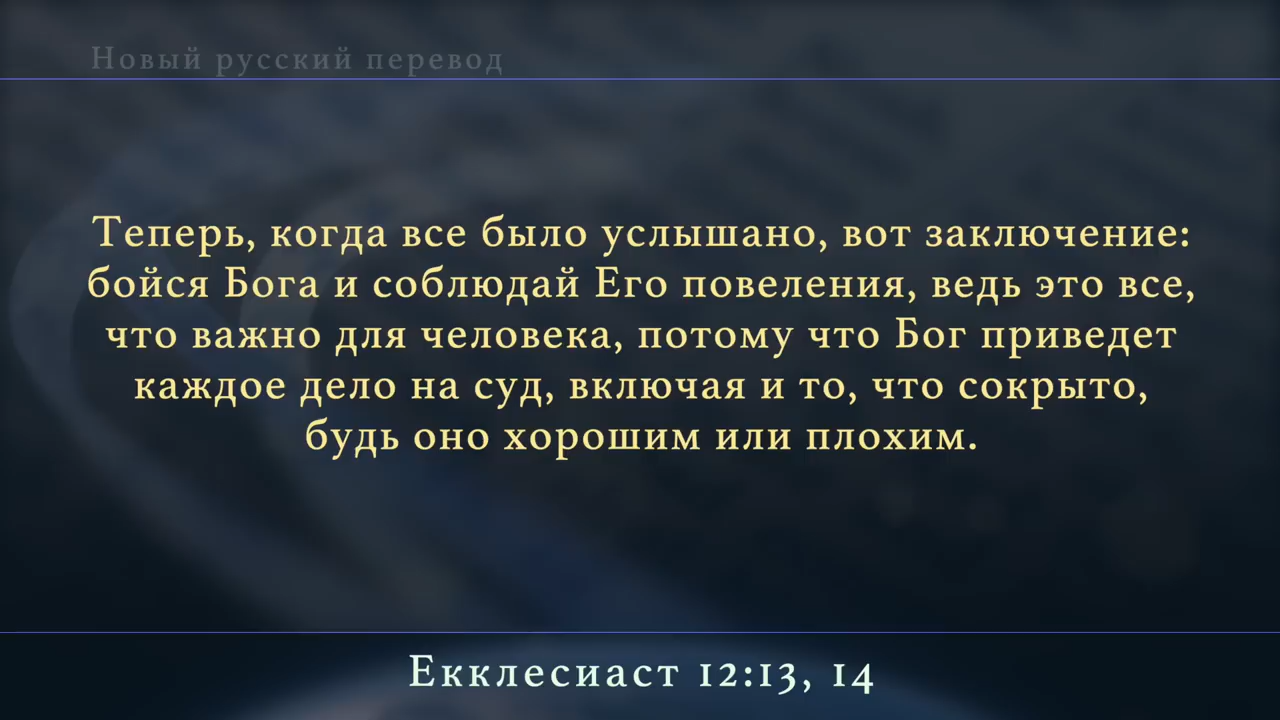 Новый русский перевод
Теперь, когда все было услышано, вот заключение:
бойся Бога и соблюдай Его повеления, ведь это все,
что важно для человека, потому что Бог приведет
каждое дело на суд, включая и то, что сокрыто,
будь оно хорошим или плохим.
Екклесиаст 12:13, 14